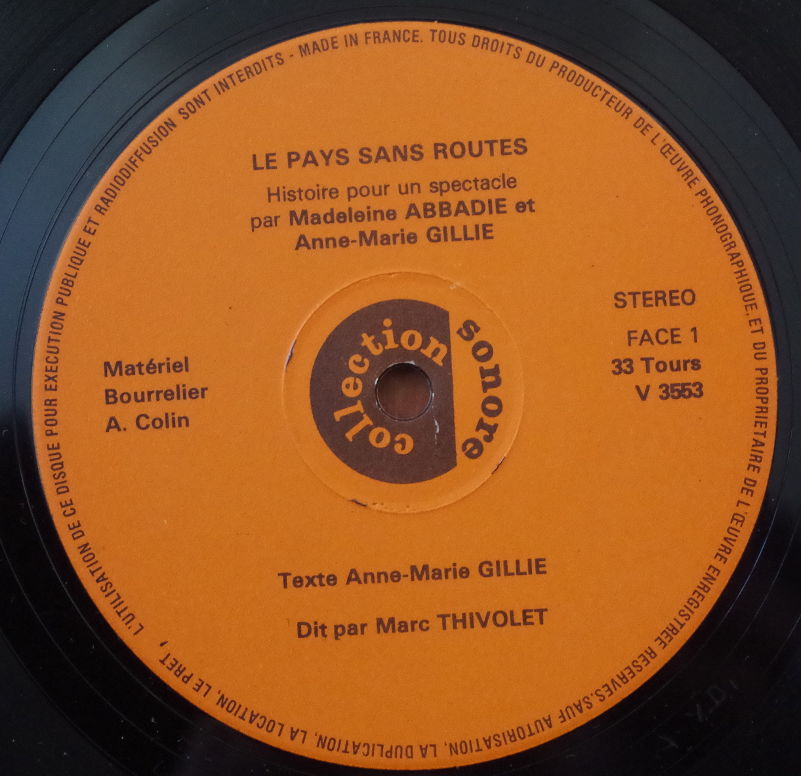 LE PAYS SANS ROUTES
Histoire pour un spectacle
par Madeleine ABBADIE et
Anne-Marie GILLIE
STEREO
FACE 1
33 Tours
V 3553
Matériel
Bourrelier
A. Colin
collection
sonore
Texte Anne-Marie GILLIE
Dit par Marc THIVOLET
MADE IN FRANCE. TOUS DROITS DU PRODUCTEUR DE L'ŒUVRE PHONOGRAPHIQUE, ET DU PROPRIETAIRE DE L'ŒUVRE ENREGISTREE RESERVES. SAUF AUTORISATION, LA DUPLICATION, LA LOCATION, LE PRET, L'UTILISATION DE CE DISQUE POUR EXECUTION PUBLIQUE ET RADIODIFFUSION SONT INTERDITS -